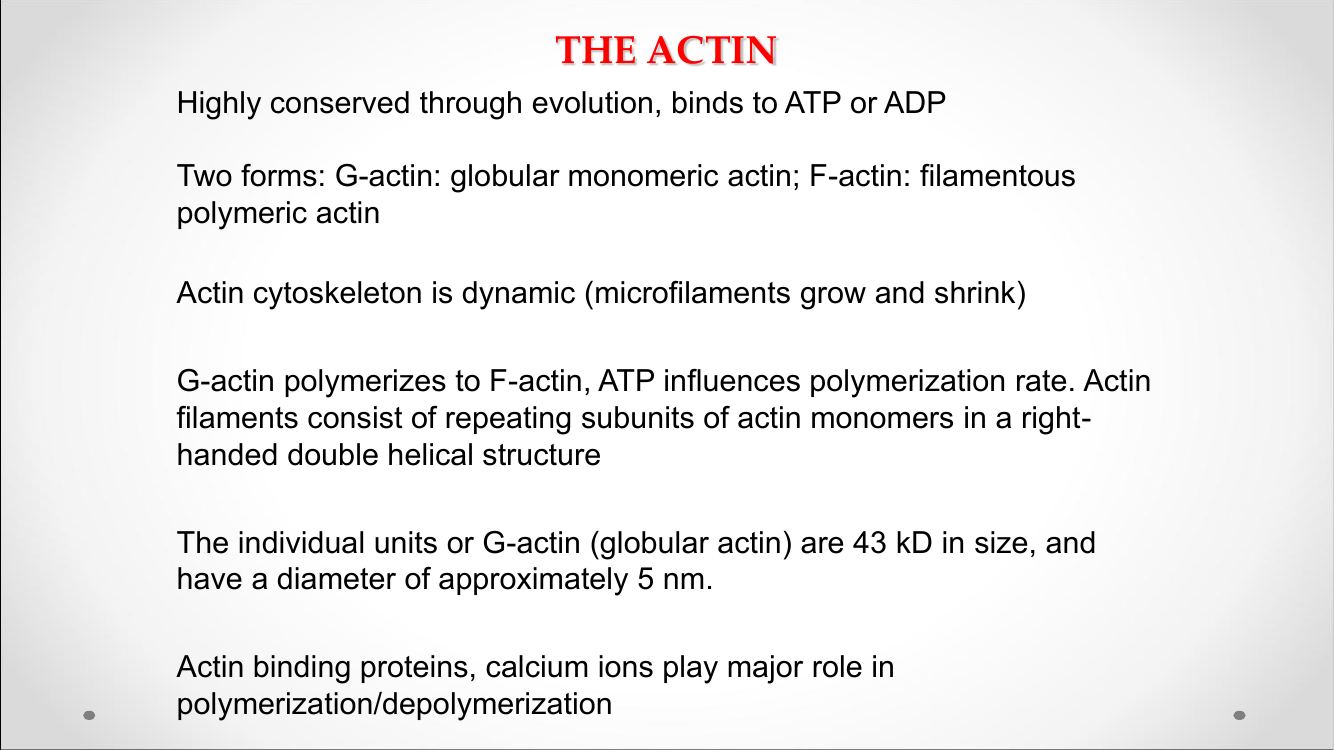 THE ACTIN
Highly conserved through evolution, binds to ATP or ADP
Two forms: G-actin: globular monomeric actin; F-actin: filamentous
polymeric actin
Actin cytoskeleton is dynamic (microfilaments grow and shrink)
G-actin polymerizes to F-actin, ATP influences polymerization rate. Actin
filaments consist of repeating subunits of actin monomers in a right-
handed double helical structure
The individual units or G-actin (globular actin) are 43 kD in size, and
have a diameter of approximately 5 nm.
Actin binding proteins, calcium ions play major role in
polymerization/depolymerization